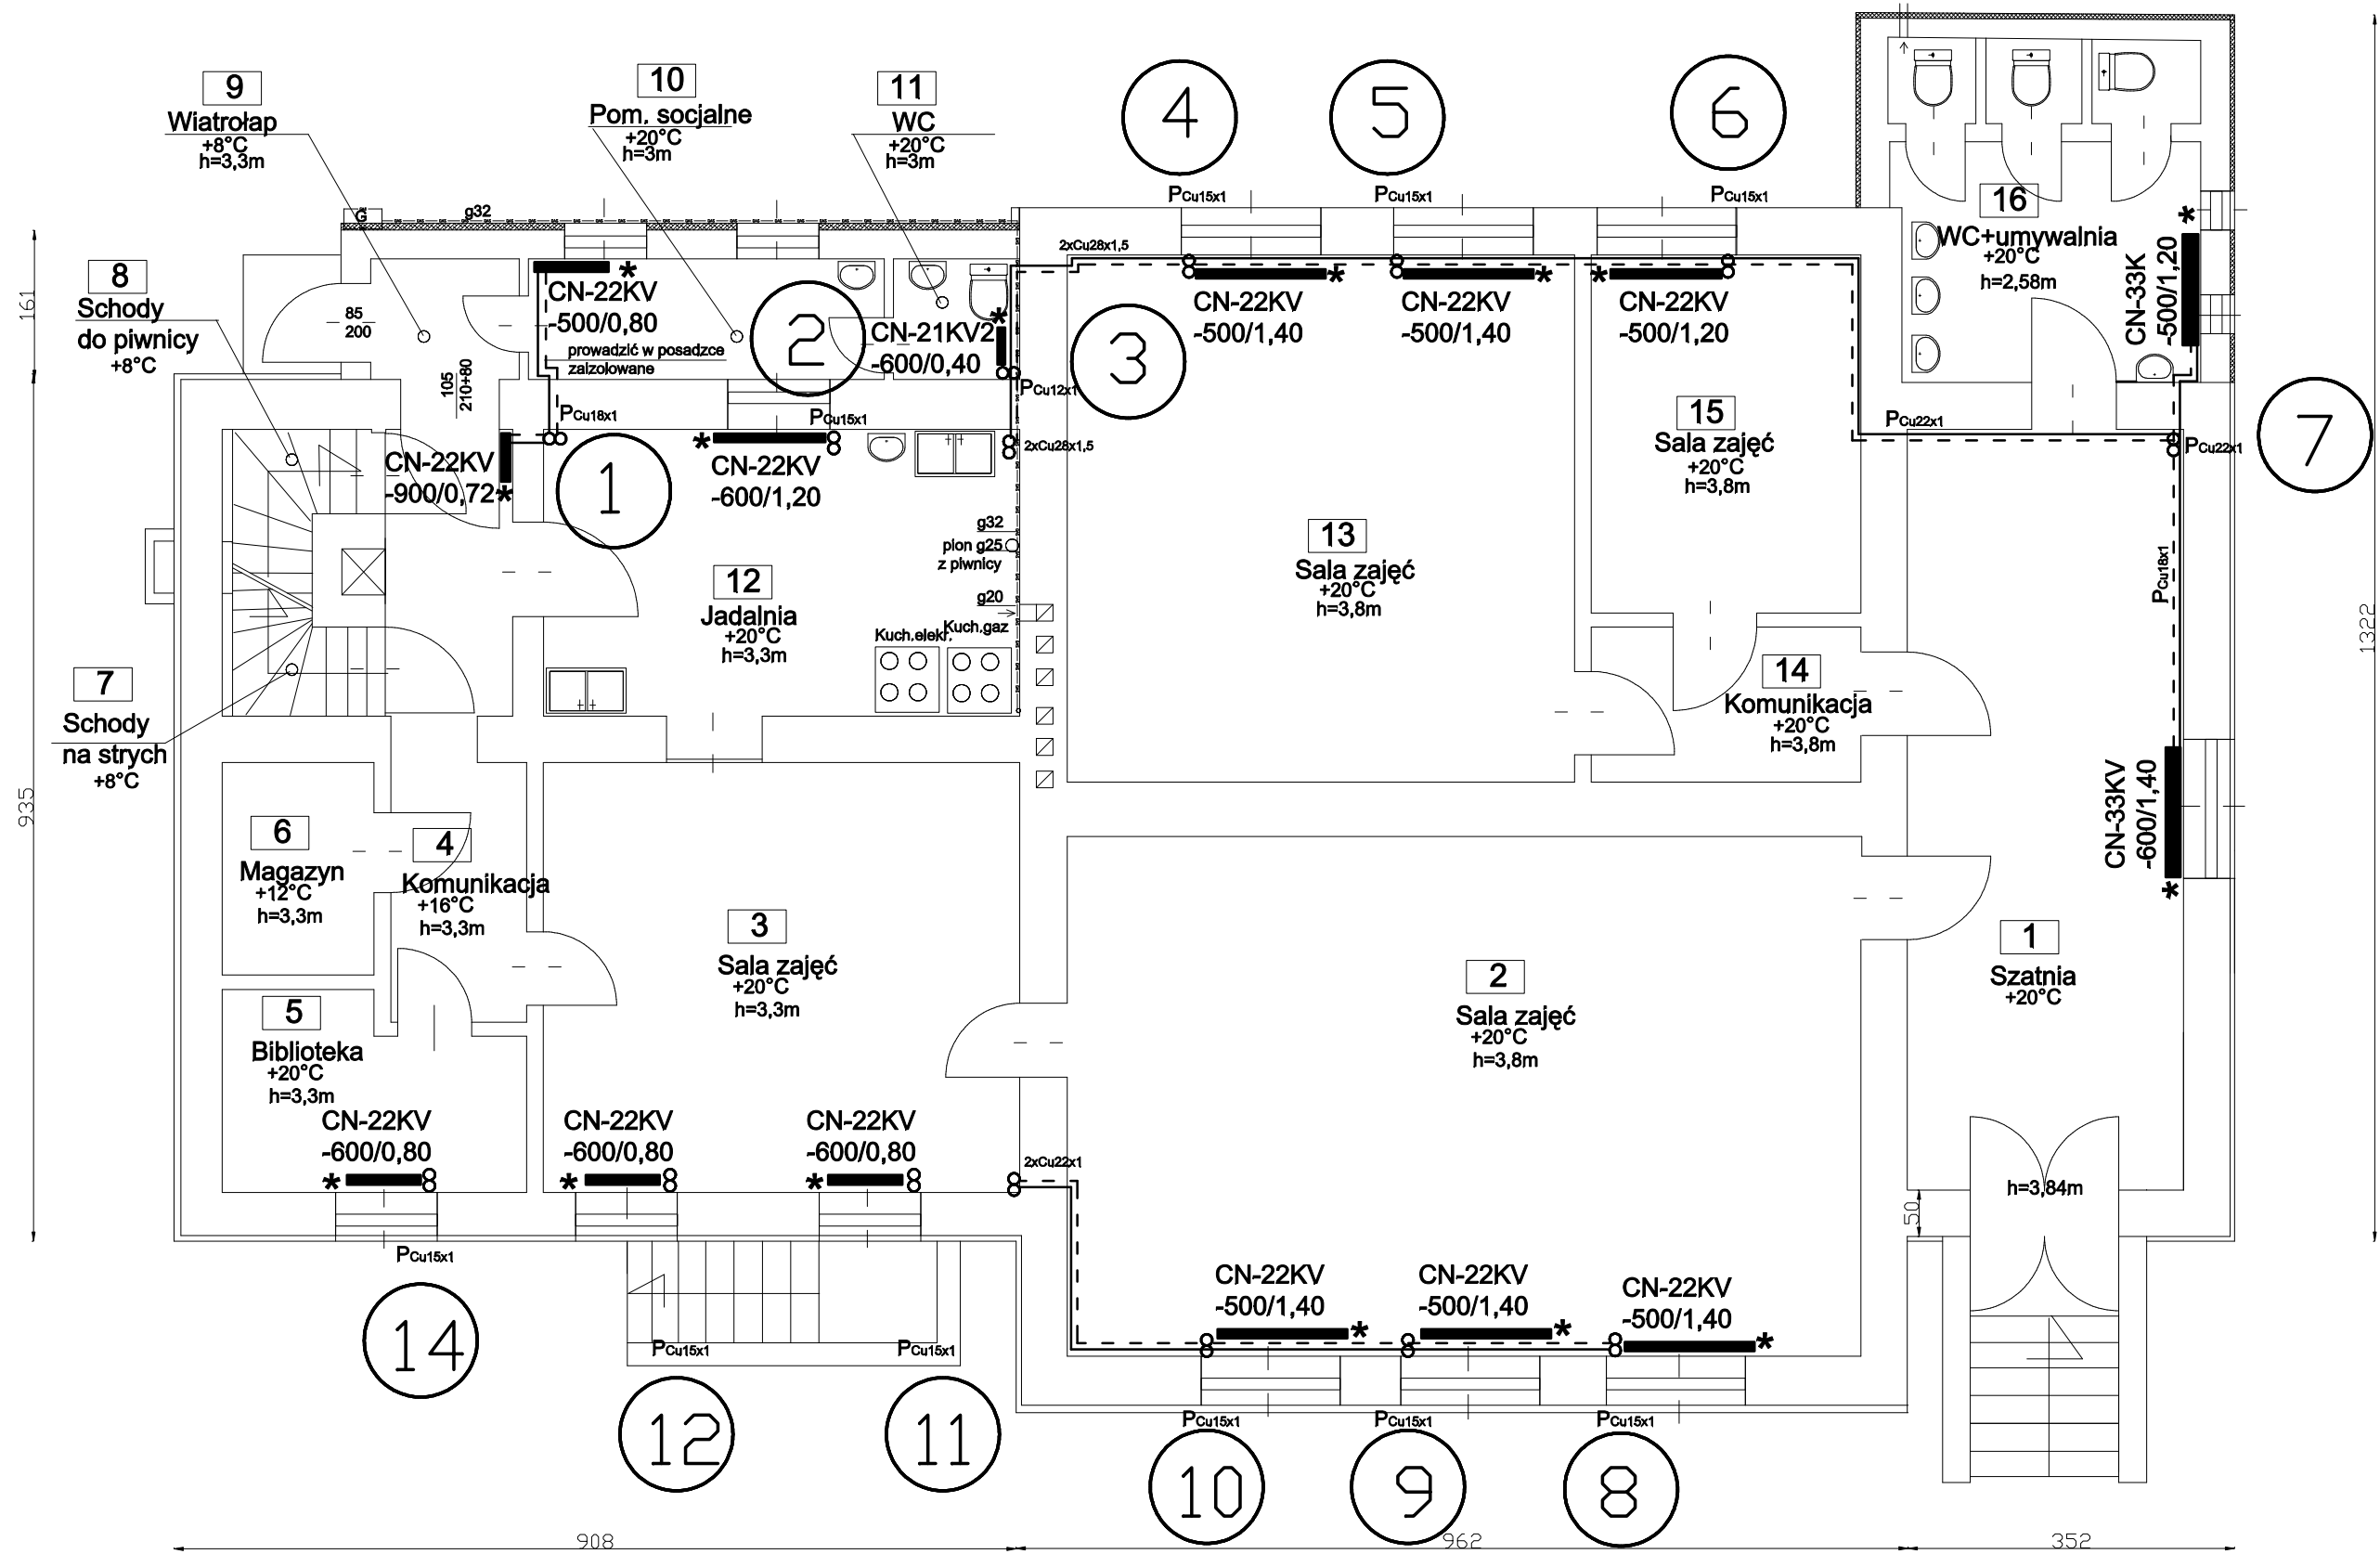 9
Wiatrołap
+8°C
h=3,3m
10
Pom. socjalne
+20°C
h=3m
11
WC
+20°C
h=3m
4
5
6
PCu15x1
PCu15x1
PCu15x1
16
WC+umywalnia
+20°C
h=2,58m
CN-33K
-500/1,20
*
g32
G.
2xCu28x1,5
8
Schody
do piwnicy
+8°C
161
85
200
105
210+80
CN-22KV
-500/0,80
*
prowadzić w posadzce
zaizolowane
2
CN-21KV2
-600/0,40
*
PCu12x1
3
CN-22KV
-500/1,40
*
CN-22KV
-500/1,40
*
CN-22KV
-500/1,20
*
PCu18x1
PCu15x1
2xCu28x1,5
15
Sala zajęć
+20°C
h=3,8m
PCu22x1
PCu22x1
7
CN-22KV
-900/0,72*
1
*
CN-22KV
-600/1,20
g32
pion g25
z piwnicy
g20
Kuch.elekr.
Kuch.gaz
12
Jadalnia
+20°C
h=3,3m
13
Sala zajęć
+20°C
h=3,8m
PCu18x1
1322
14
Komunikacja
+20°C
h=3,8m
7
Schody
na strych
+8°C
935
6
Magazyn
+12°C
h=3,3m
4
Komunikacja
+16°C
h=3,3m
3
Sala zajęć
+20°C
h=3,3m
2
Sala zajęć
+20°C
h=3,8m
CN-33KV
-600/1,40
*
1
Szatnia
+20°C
5
Biblioteka
+20°C
h=3,3m
CN-22KV
-600/0,80
*
CN-22KV
-600/0,80
*
CN-22KV
-600/0,80
*
2xCu22x1
h=3,84m
50
PCu15x1
14
PCu15x1
12
PCu15x1
11
CN-22KV
-500/1,40
*
CN-22KV
-500/1,40
*
CN-22KV
-500/1,40
*
PCu15x1
PCu15x1
PCu15x1
10
9
8
908
962
352